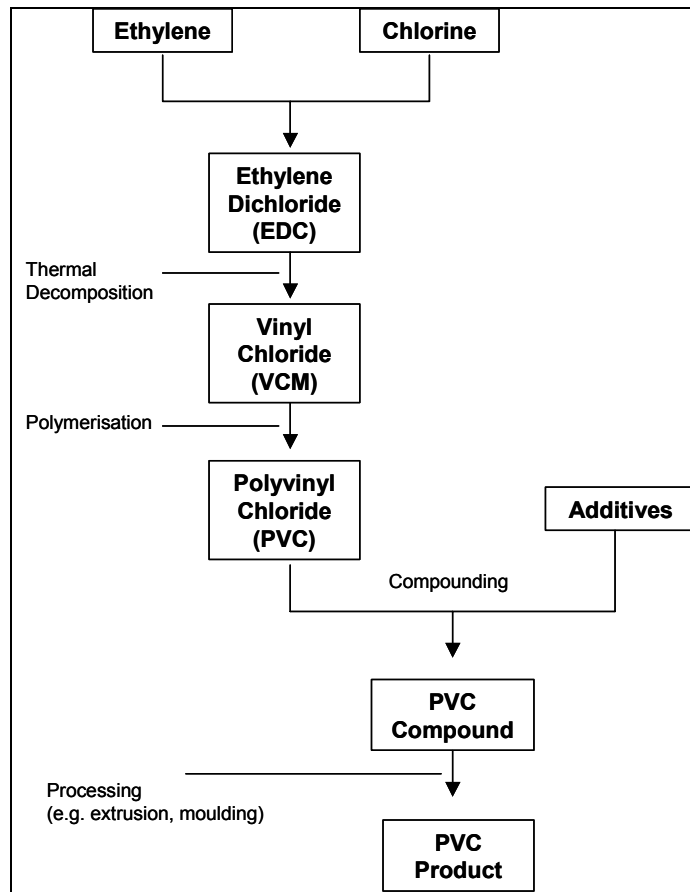 Ethylene
Chlorine
Ethylene
Dichloride
(EDC)
Thermal
Decomposition
Vinyl
Chloride
(VCM)
Polymerisation
Polyvinyl
Chloride
(PVC)
Additives
Compounding
PVC
Compound
Processing
(e.g. extrusion, moulding)
PVC
Product